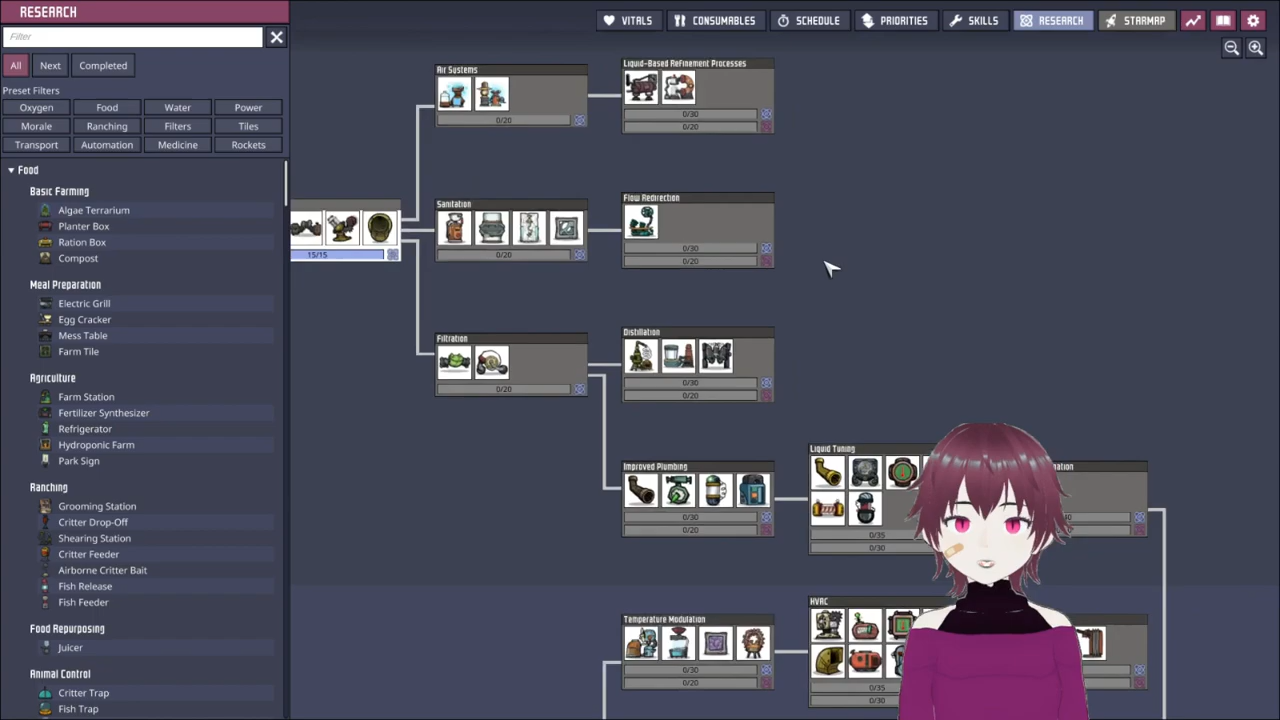 RESEARCH
VITALS
CONSUMABLES
SCHEDULE
PRIORITIES
SKILLS
RESEARCH
STARMAP
Filter
All
Next
Completed
Preset Filters
Oxygen
Food
Water
Power
Morale
Ranching
Filters
Tiles
Transport
Automation
Medicine
Rockets
Food
Basic Farming
Algae Terrarium
Planter Box
Ration Box
Compost
Meal Preparation
Electric Grill
Egg Cracker
Mess Table
Farm Tile
Agriculture
Farm Station
Fertilizer Synthesizer
Refrigerator
Hydroponic Farm
Park Sign
Ranching
Grooming Station
Critter Drop-Off
Shearing Station
Critter Feeder
Airborne Critter Bait
Fish Release
Fish Feeder
Food Repurposing
Juicer
Animal Control
Critter Trap
Fish Trap
15/15
Air Systems
0/20
Liquid-Based Refinement Processes
0/30
0/20
Sanitation
0/20
Flow Redirection
0/30
0/20
Filtration
0/20
Distillation
0/30
0/20
Improved Plumbing
0/30
0/20
Liquid Tuning
0/35
0/30
Temperature Modulation
0/30
0/20
HVAC
0/35
0/30